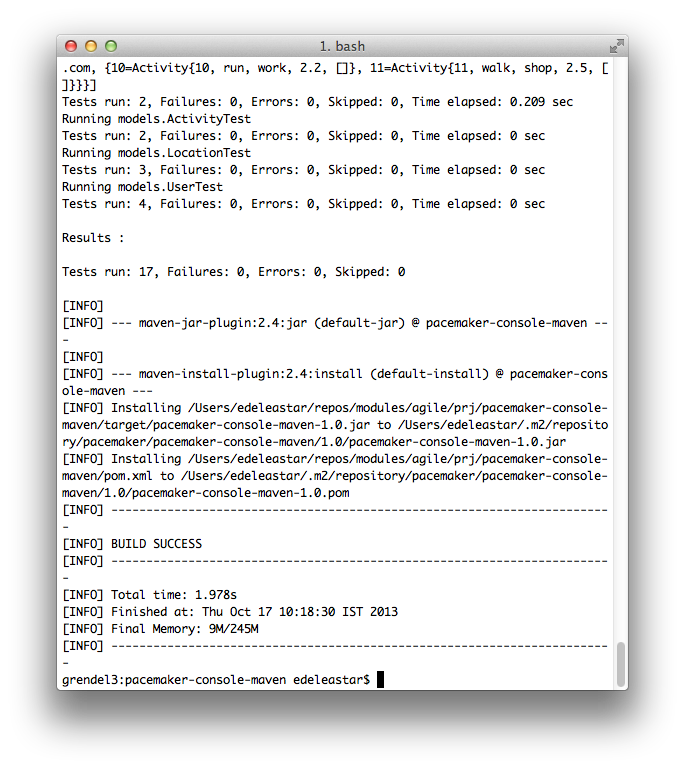 1. bash
.com, {10=Activity{10, run, work, 2.2, []}, 11=Activity{11, walk, shop, 2.5, [
]}}}]
Tests run: 2, Failures: 0, Errors: 0, Skipped: 0, Time elapsed: 0.209 sec
Running models.ActivityTest
Tests run: 2, Failures: 0, Errors: 0, Skipped: 0, Time elapsed: 0 sec
Running models.LocationTest
Tests run: 3, Failures: 0, Errors: 0, Skipped: 0, Time elapsed: 0 sec
Running models.UserTest
Tests run: 4, Failures: 0, Errors: 0, Skipped: 0, Time elapsed: 0 sec
Results :
Tests run: 17, Failures: 0, Errors: 0, Skipped: 0
[INFO]
[INFO] --- maven-jar-plugin:2.4:jar (default-jar) @ pacemaker-console-maven --
-
[INFO]
[INFO] --- maven-install-plugin:2.4:install (default-install) @ pacemaker-cons
ole-maven ---
[INFO] Installing /Users/edeleastar/repos/modules/agile/prj/pacemaker-console-
maven/target/pacemaker-console-maven-1.0.jar to /Users/edeleastar/.m2/reposito
ry/pacemaker/pacemaker-console-maven/1.0/pacemaker-console-maven-1.0.jar
[INFO] Installing /Users/edeleastar/repos/modules/agile/prj/pacemaker-console-
maven/pom.xml to /Users/edeleastar/.m2/repository/pacemaker/pacemaker-console-
maven/1.0/pacemaker-console-maven-1.0.pom
[INFO] -----------------------------------------------------------------------
-
[INFO] BUILD SUCCESS
[INFO] -----------------------------------------------------------------------
-
[INFO] Total time: 1.978s
[INFO] Finished at: Thu Oct 17 10:18:30 IST 2013
[INFO] Final Memory: 9M/245M
[INFO] -----------------------------------------------------------------------
-
grendel3:pacemaker-console-maven edeleastar$